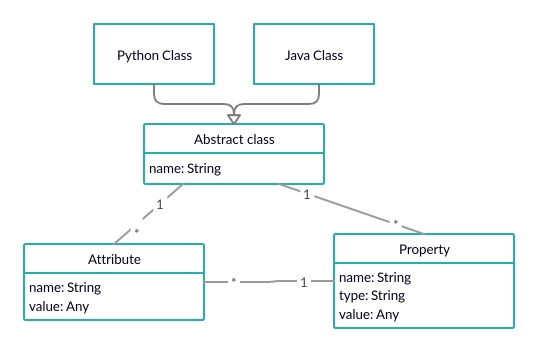 Python Class
Java Class
Abstract class
name: String
1
1
*
*
Attribute
name: String
value: Any
*
1
Property
name: String
type: String
value: Any